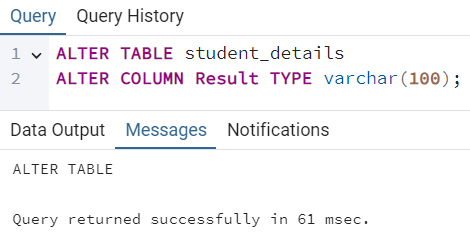 Query Query History
1 ALTER TABLE student_details
2 ALTER COLUMN Result TYPE varchar(100);
Data Output Messages Notifications
ALTER TABLE
Query returned successfully in 61 msec.